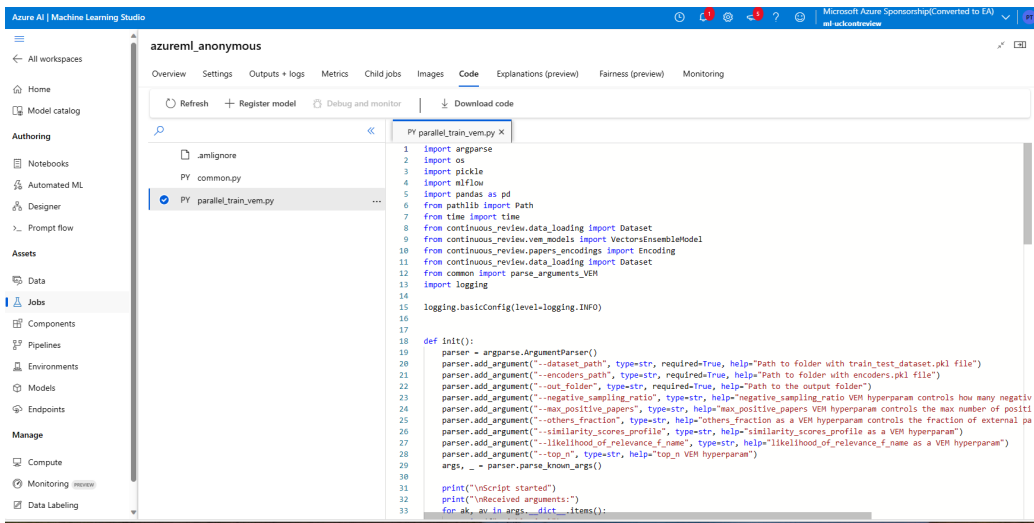 Azure AI | Machine Learning Studio
1
5
?
Microsoft Azure Sponsorship(Converted to EA)
ml-uclcontreview
PT
All workspaces
Home
Model catalog
Authoring
Notebooks
Automated ML
Designer
Prompt flow
Assets
Data
Jobs
Components
Pipelines
Environments
Models
Endpoints
Manage
Compute
Monitoring PREVIEW
Data Labeling
azureml_anonymous
Overview Settings Outputs + logs Metrics Child jobs Images Code Explanations (preview) Fairness (preview) Monitoring
Refresh Register model Debug and monitor Download code
.amlignore
PY common.py
PY parallel_train_vem.py ...
PY parallel_train_vem.py ×
1 import argparse
2 import os
3 import pickle
4 import mlflow
5 import pandas as pd
6 from pathlib import Path
7 from time import time
8 from continuous_review.data_loading import Dataset
9 from continuous_review.vem_models import VectorsEnsembleModel
10 from continuous_review.papers_encodings import Encoding
11 from continuous_review.data_loading import Dataset
12 from common import parse_arguments_VEM
13 import logging
14
15 logging.basicConfig(level=logging.INFO)
16
17
18 def init():
19 parser = argparse.ArgumentParser()
20 parser.add_argument("--dataset_path", type=str, required=True, help="Path to folder with train_test_dataset.pkl file")
21 parser.add_argument("--encoders_path", type=str, required=True, help="Path to folder with encoders.pkl file")
22 parser.add_argument("--out_folder", type=str, required=True, help="Path to the output folder")
23 parser.add_argument("--negative_sampling_ratio", type=str, help="negative_sampling_ratio VEM hyperparam controls how many negativ
24 parser.add_argument("--max_positive_papers", type=str, help="max_positive_papers VEM hyperparam controls the max number of positi
25 parser.add_argument("--others_fraction", type=str, help="others_fraction as a VEM hyperparam controls the fraction of external pa
26 parser.add_argument("--similarity_scores_profile", type=str, help="similarity_scores_profile as a VEM hyperparam")
27 parser.add_argument("--likelihood_of_relevance_f_name", type=str, help="likelihood_of_relevance_f_name as a VEM hyperparam")
28 parser.add_argument("--top_n", type=str, help="top_n VEM hyperparam")
29 args, _ = parser.parse_known_args()
30
31 print("\nScript started")
32 print("\nReceived arguments:")
33 for ak, av in args.__dict__.items():